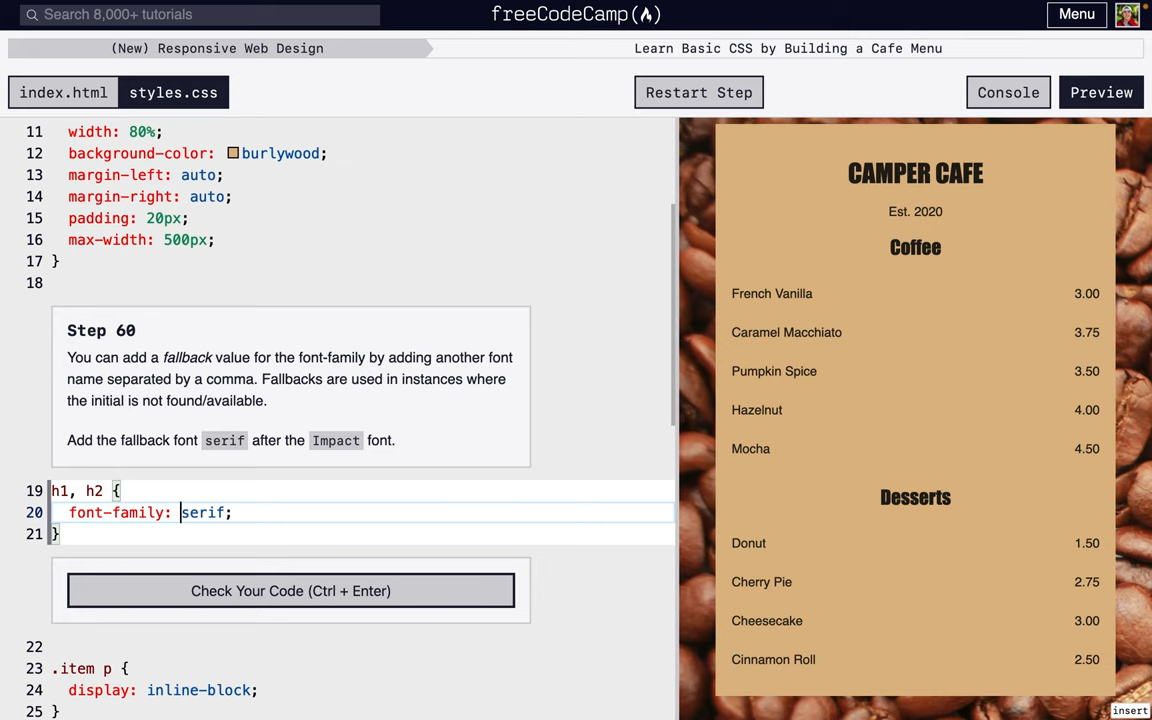 Search 8,000+ tutorials
freeCodeCamp
Menu
(New) Responsive Web Design
Learn Basic CSS by Building a Cafe Menu
index.html
styles.css
Restart Step
Console
Preview
11 width: 80%;
12 background-color: burlywood;
13 margin-left: auto;
14 margin-right: auto;
15 padding: 20px;
16 max-width: 500px;
17 }
18
Step 60
You can add a fallback value for the font-family by adding another font
name separated by a comma. Fallbacks are used in instances where
the initial is not found/available.
Add the fallback font serif after the Impact font.
19 h1, h2 {
20 font-family: serif;
21 }
Check Your Code (Ctrl + Enter)
22
23 .item p {
24 display: inline-block;
25 }
CAMPER CAFE
Est. 2020
Coffee
French Vanilla 3.00
Caramel Macchiato 3.75
Pumpkin Spice 3.50
Hazelnut 4.00
Mocha 4.50
Desserts
Donut 1.50
Cherry Pie 2.75
Cheesecake 3.00
Cinnamon Roll 2.50
insert